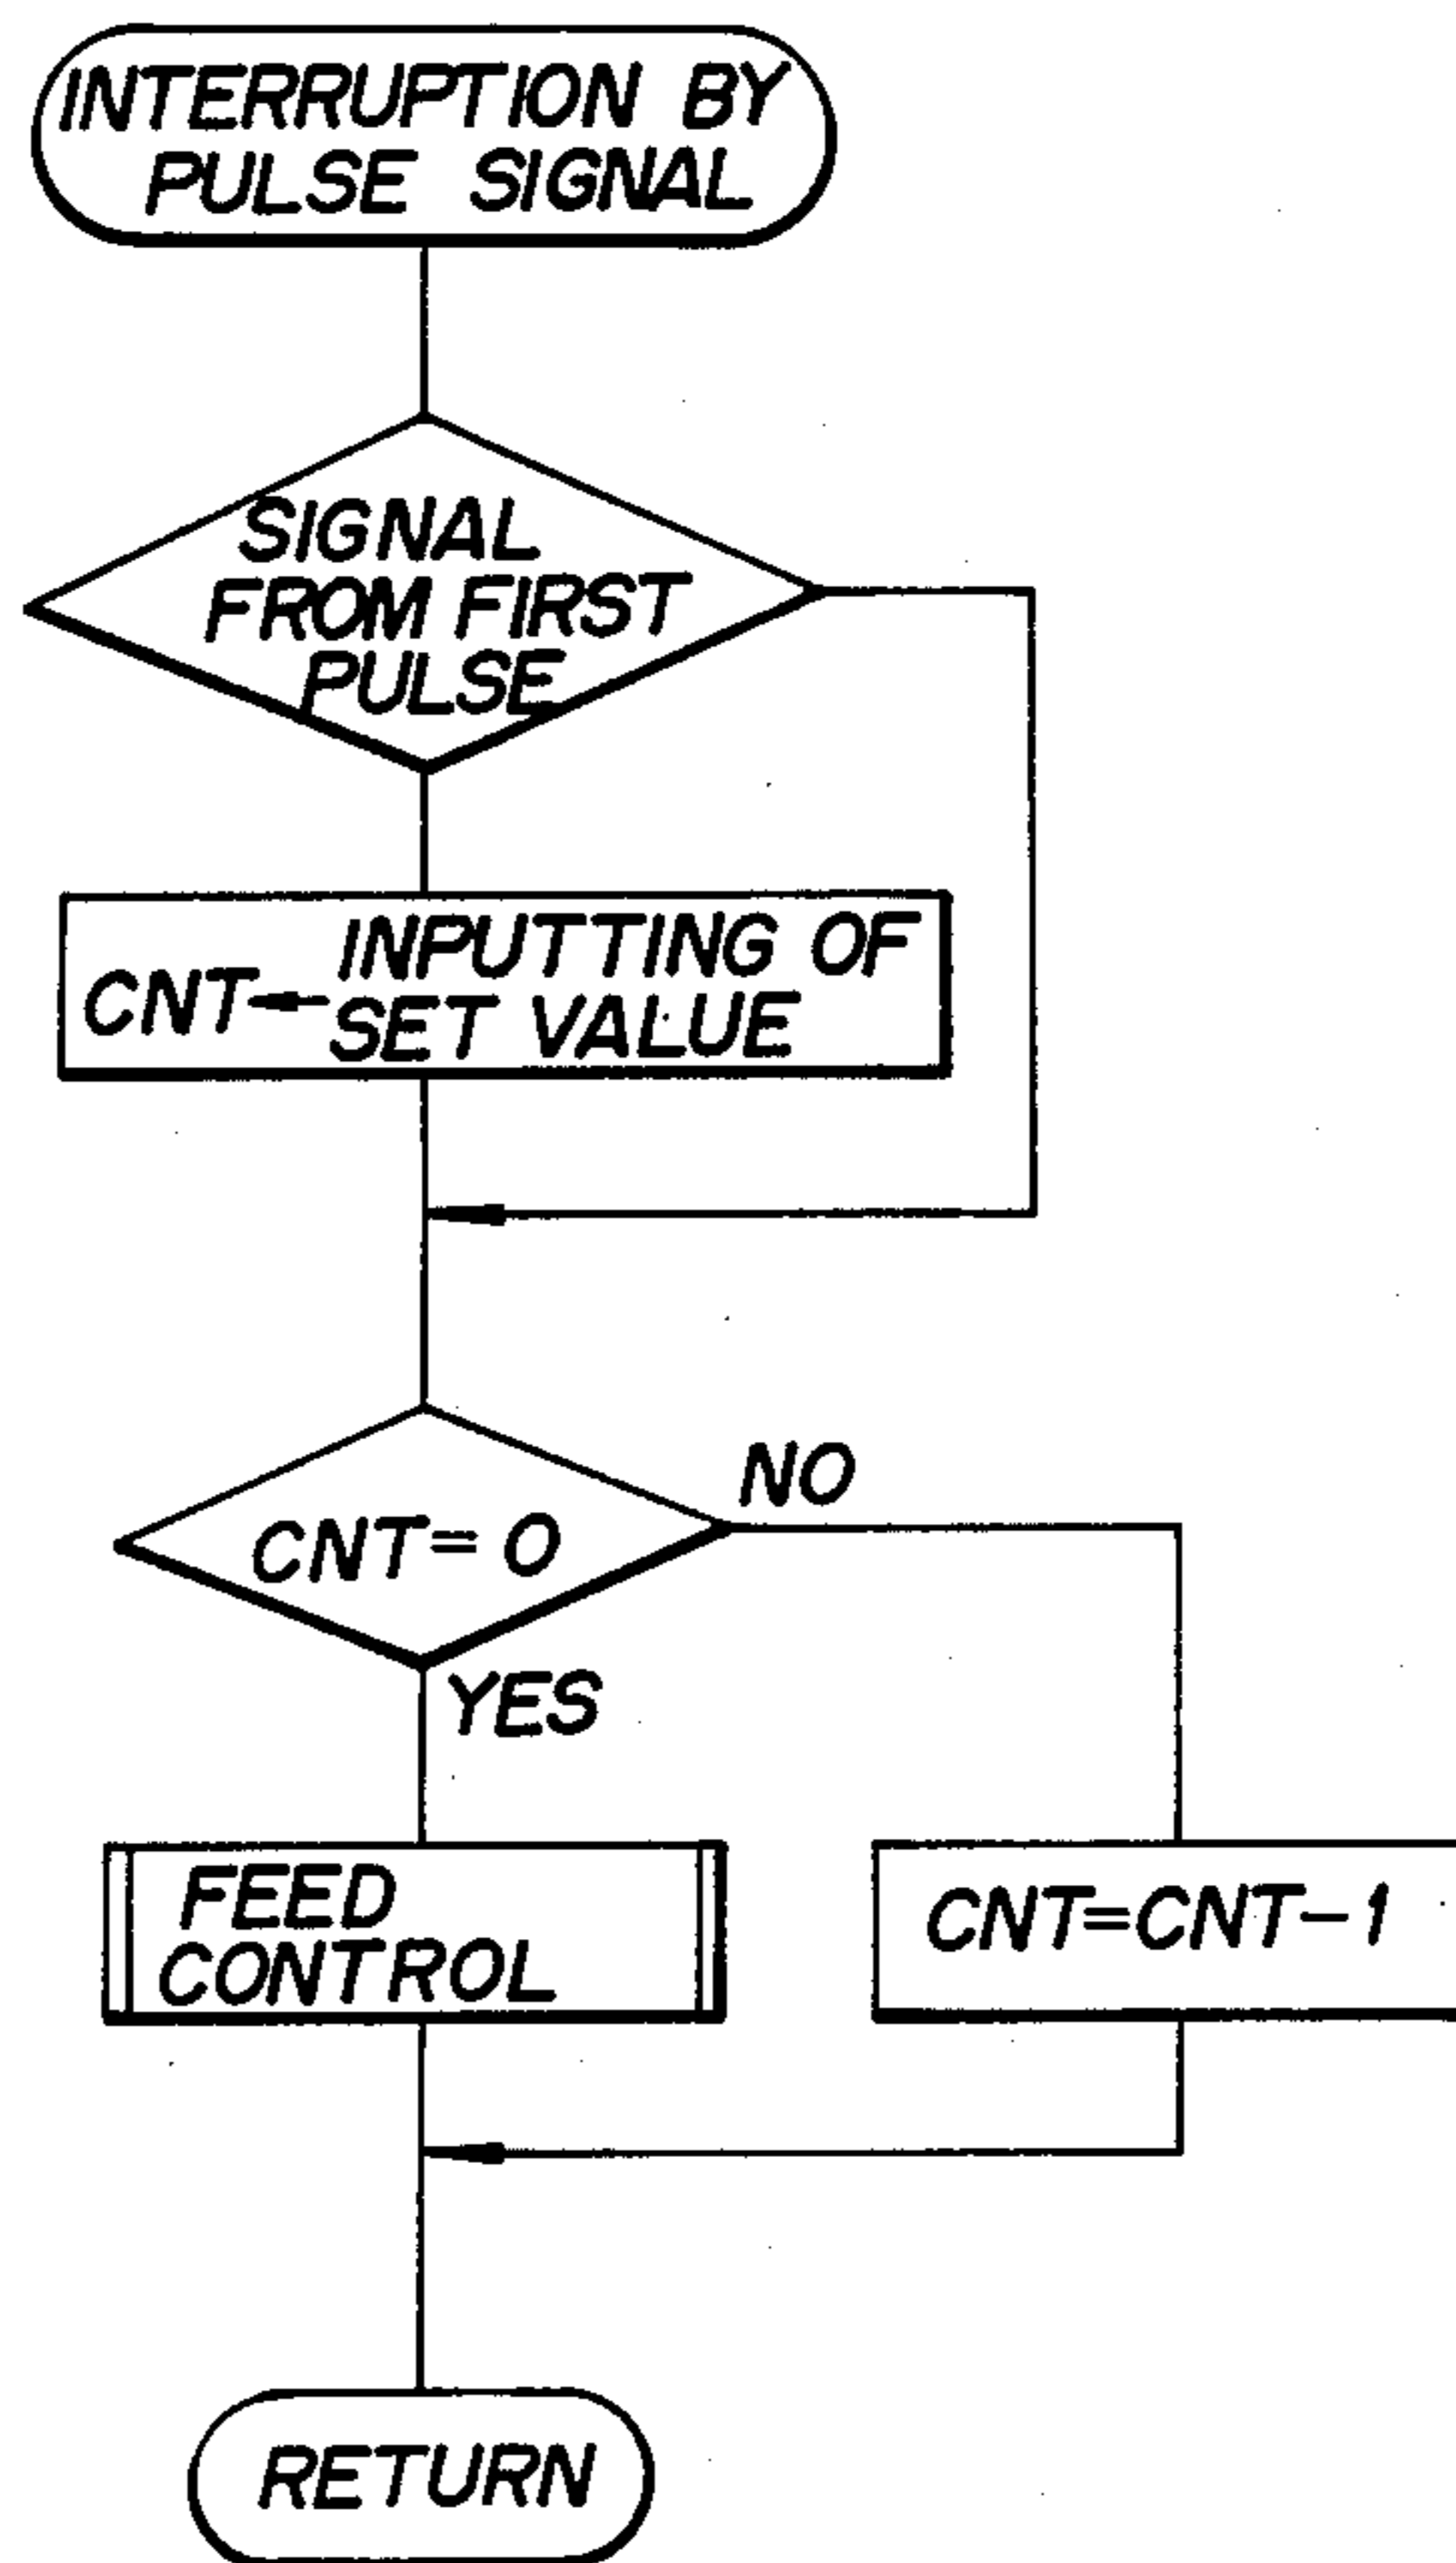 INTERRUPTION BY
PULSE SIGNAL
SIGNAL
FROM FIRST
PULSE
CNT← INPUTTING OF
SET VALUE
CNT=0
NO
YES
FEED
CONTROL
CNT=CNT-1
RETURN